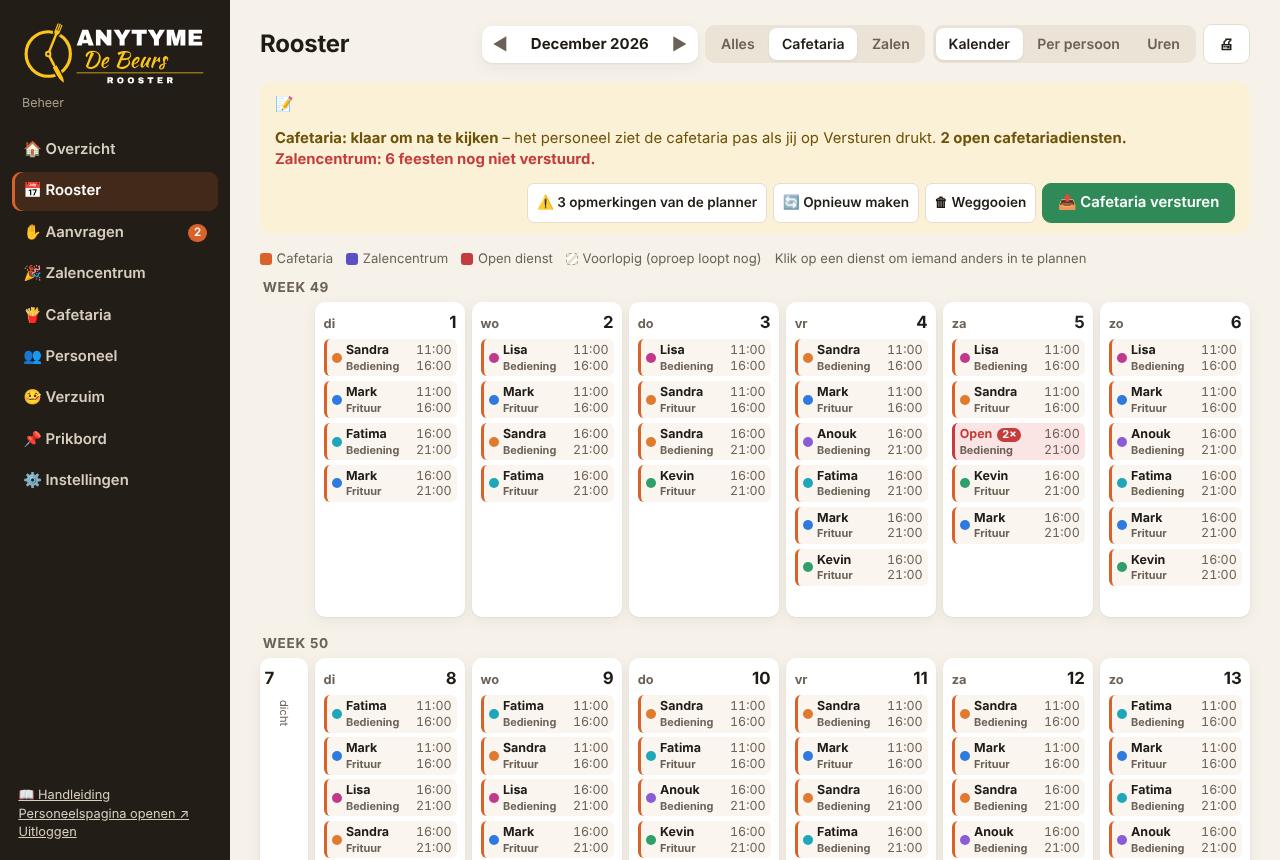 ANYTYME
De Beurs
ROOSTER
Beheer
Overzicht
Rooster
Aanvragen 2
Zalencentrum
Cafetaria
Personeel
Verzuim
Prikbord
Instellingen
Handleiding
Personeelspagina openen ↗
Uitloggen
Rooster
◀ December 2026 ▶
Alles Cafetaria Zalen
Kalender Per persoon Uren
Cafetaria: klaar om na te kijken – het personeel ziet de cafetaria pas als jij op Versturen drukt. 2 open cafetariadiensten.
Zalencentrum: 6 feesten nog niet verstuurd.
3 opmerkingen van de planner
Opnieuw maken
Weggooien
Cafetaria versturen
Cafetaria Zalencentrum Open dienst Voorlopig (oproep loopt nog) Klik op een dienst om iemand anders in te plannen
WEEK 49
di 1
Sandra 11:00
Bediening 16:00
Mark 11:00
Frituur 16:00
Fatima 16:00
Bediening 21:00
Mark 16:00
Frituur 21:00
wo 2
Lisa 11:00
Bediening 16:00
Mark 11:00
Frituur 16:00
Sandra 16:00
Bediening 21:00
Fatima 16:00
Frituur 21:00
do 3
Lisa 11:00
Bediening 16:00
Sandra 11:00
Frituur 16:00
Sandra 16:00
Bediening 21:00
Kevin 16:00
Frituur 21:00
vr 4
Sandra 11:00
Bediening 16:00
Mark 11:00
Frituur 16:00
Anouk 16:00
Bediening 21:00
Fatima 16:00
Bediening 21:00
Mark 16:00
Frituur 21:00
Kevin 16:00
Frituur 21:00
za 5
Lisa 11:00
Bediening 16:00
Sandra 11:00
Frituur 16:00
Open 2× 16:00
Bediening 21:00
Kevin 16:00
Frituur 21:00
Mark 16:00
Frituur 21:00
zo 6
Lisa 11:00
Bediening 16:00
Mark 11:00
Frituur 16:00
Anouk 16:00
Bediening 21:00
Fatima 16:00
Bediening 21:00
Mark 16:00
Frituur 21:00
Kevin 16:00
Frituur 21:00
WEEK 50
7
dicht
di 8
Fatima 11:00
Bediening 16:00
Mark 11:00
Frituur 16:00
Lisa 16:00
Bediening 21:00
Sandra 16:00
Frituur 21:00
wo 9
Fatima 11:00
Bediening 16:00
Sandra 11:00
Frituur 16:00
Lisa 16:00
Bediening 21:00
Mark 16:00
Frituur 21:00
do 10
Sandra 11:00
Bediening 16:00
Fatima 11:00
Frituur 16:00
Anouk 16:00
Bediening 21:00
Kevin 16:00
Frituur 21:00
vr 11
Sandra 11:00
Bediening 16:00
Mark 11:00
Frituur 16:00
Sandra 16:00
Bediening 21:00
Fatima 16:00
Bediening 21:00
za 12
Sandra 11:00
Bediening 16:00
Mark 11:00
Frituur 16:00
Sandra 16:00
Bediening 21:00
Anouk 16:00
Bediening 21:00
zo 13
Fatima 11:00
Bediening 16:00
Mark 11:00
Frituur 16:00
Fatima 16:00
Bediening 21:00
Anouk 16:00
Bediening 21:00